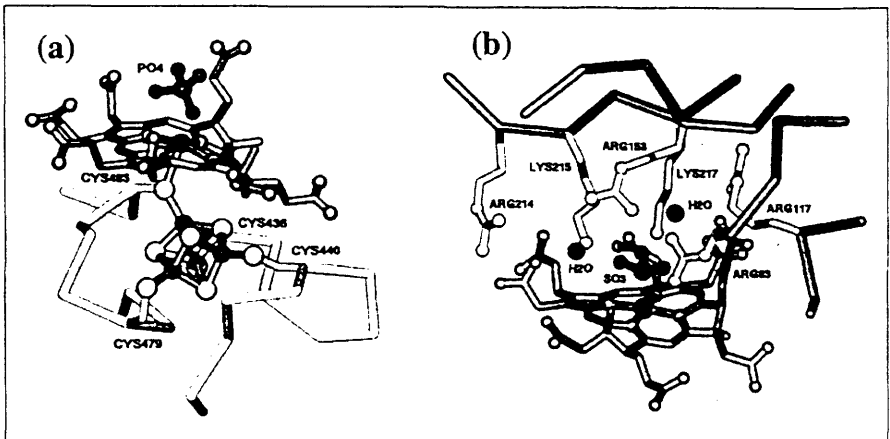 (a)
PO4
CYS483
CYS436
CYS440
CYS479
(b)
ARG153
LYS215
LYS217
ARG214
H2O
ARG117
H2O
SO3
ARG83